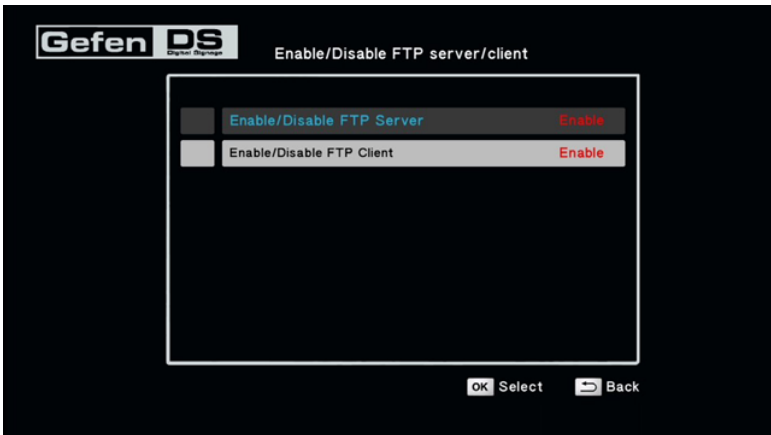 Gefen DS
Digital Signage
Enable/Disable FTP server/client
Enable/Disable FTP Server Enable
Enable/Disable FTP Client Enable
OK Select Back